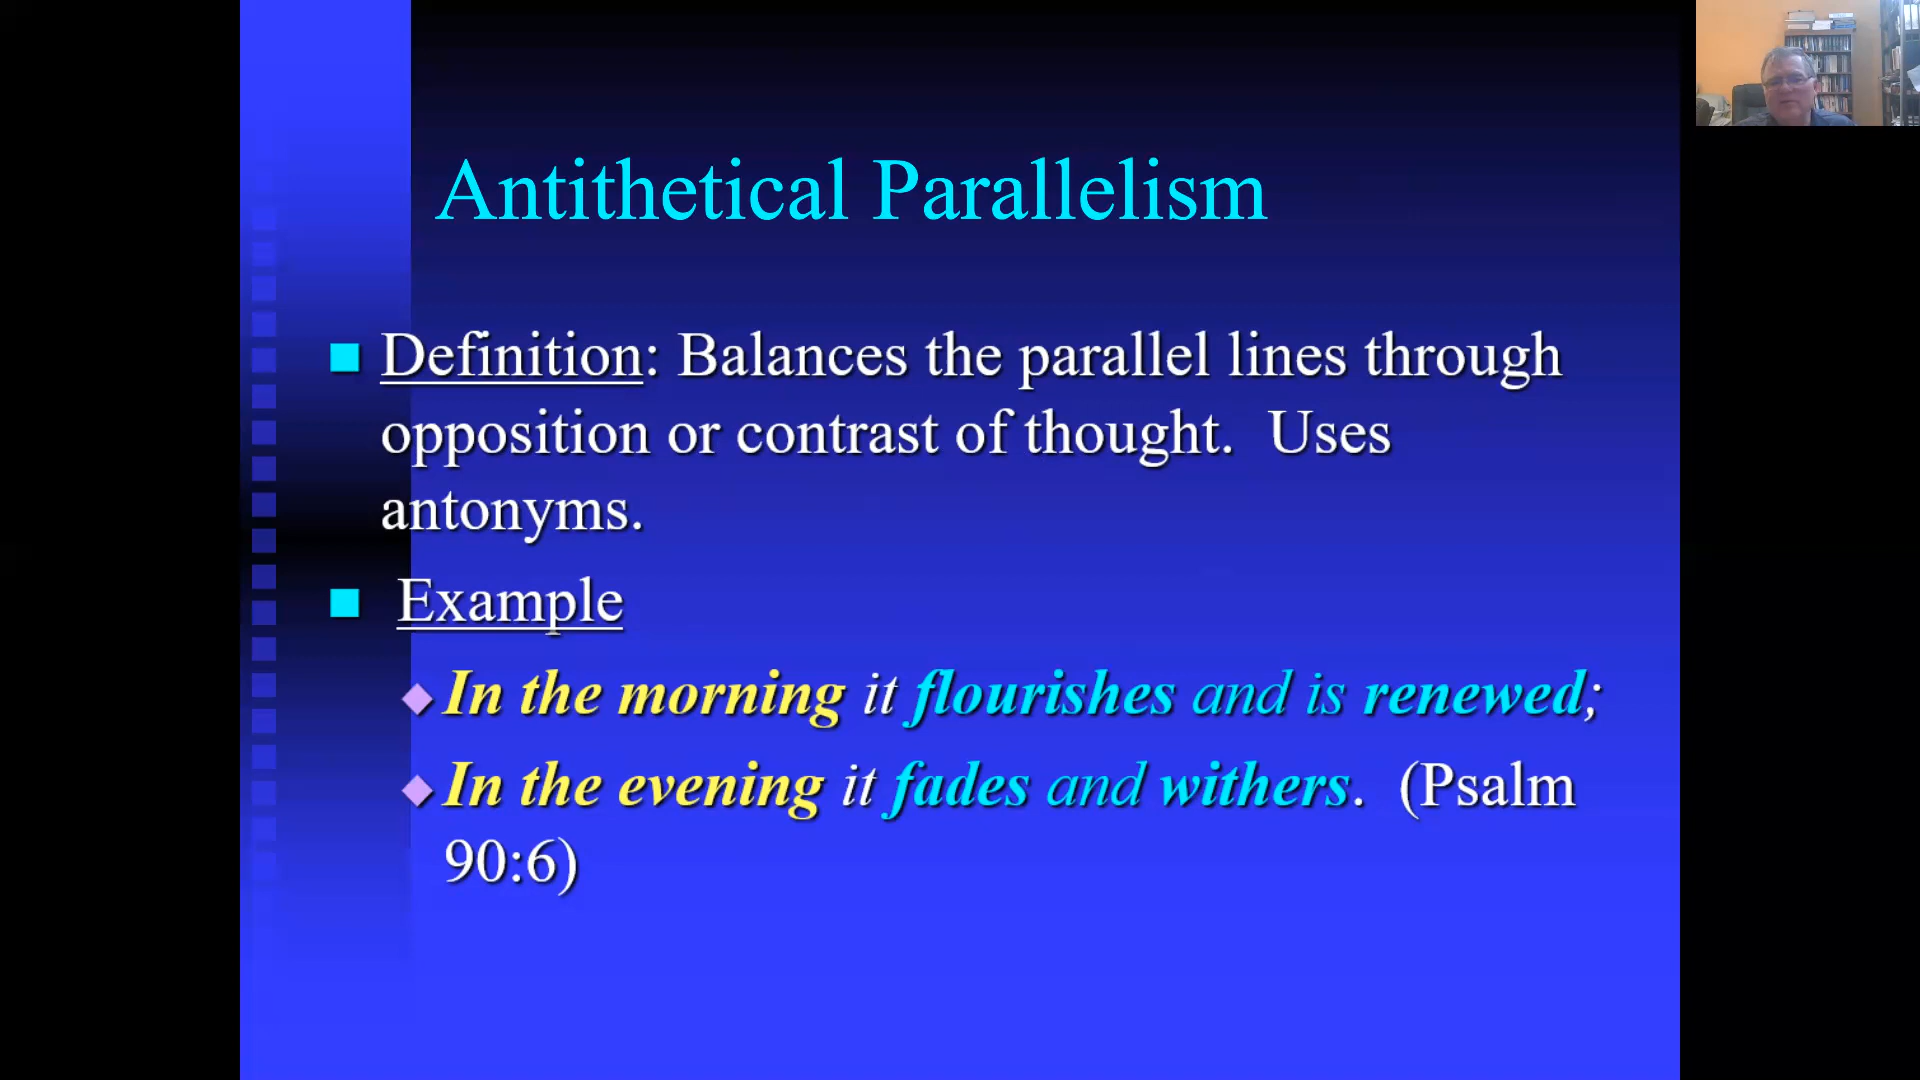 Antithetical Parallelism
Definition: Balances the parallel lines through
opposition or contrast of thought.  Uses
antonyms.
Example
In the morning it flourishes and is renewed;
In the evening it fades and withers.  (Psalm
90:6)